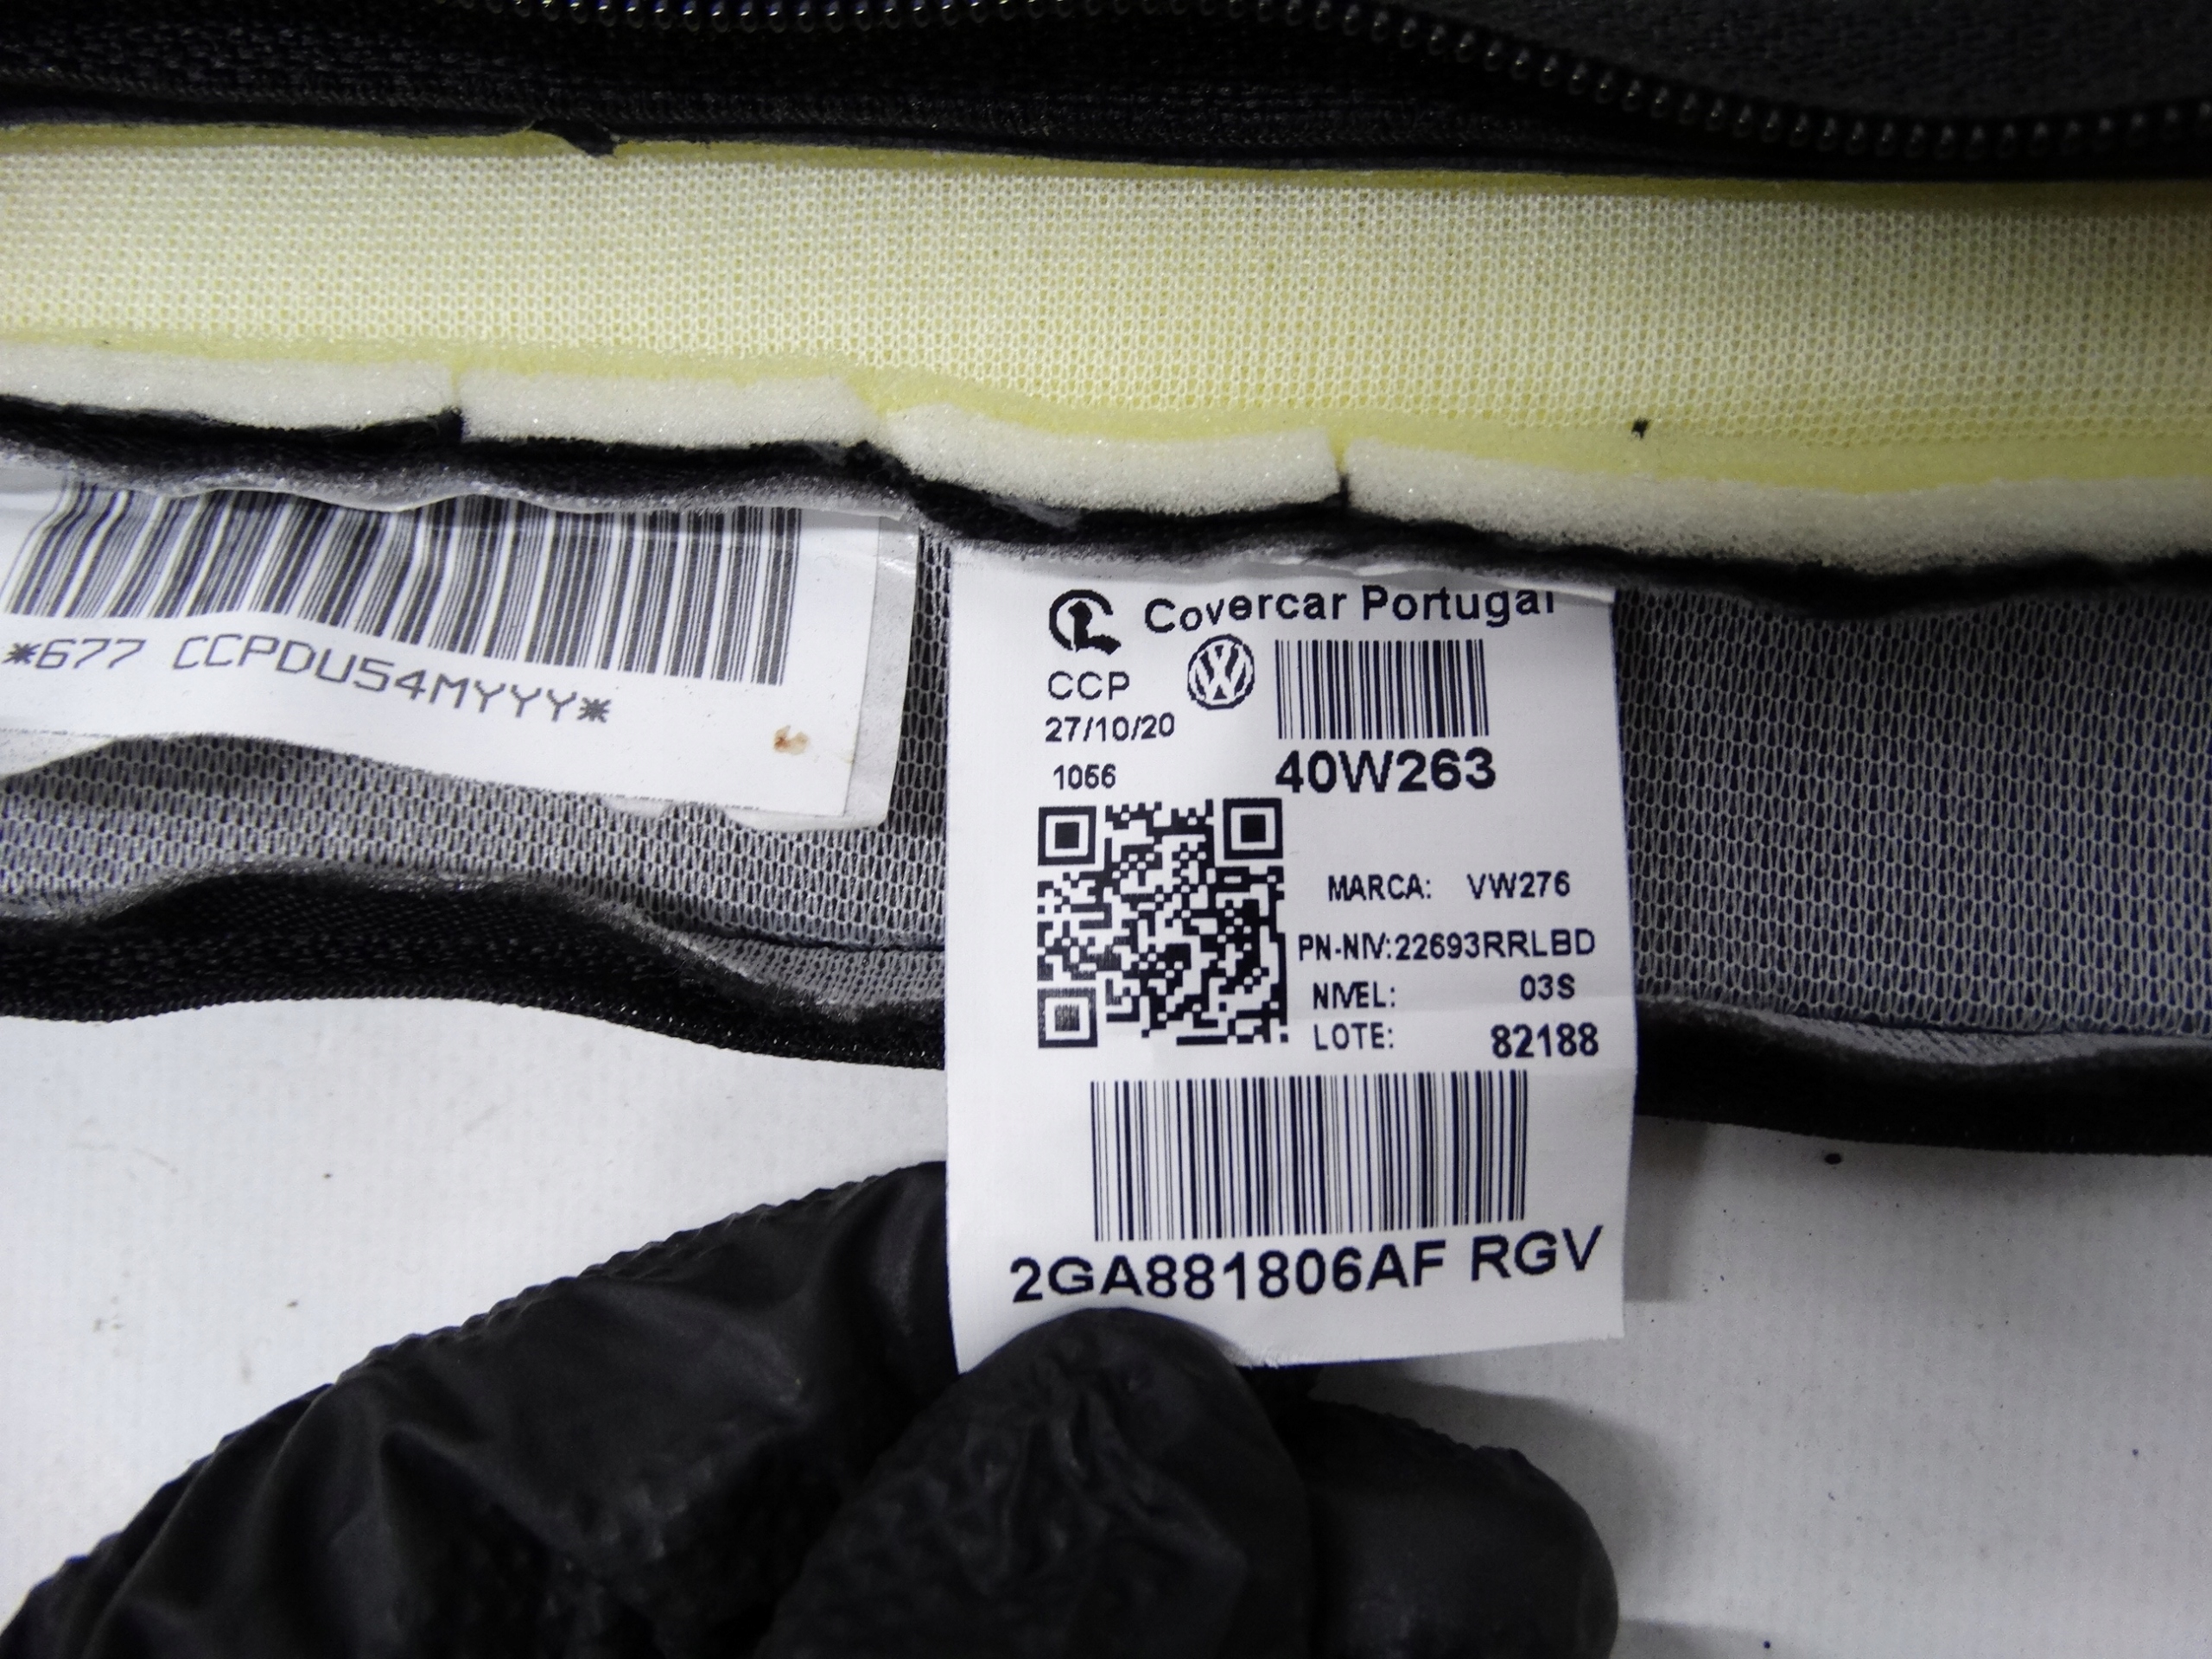 *677 CCPDU54MYYY*
Covercar Portugal
CCP
27/10/20
1056
40W263
MARCA: VW276
PN-NIV:22693RRLBD
NIVEL: 03S
LOTE: 82188
2GA881806AF RGV